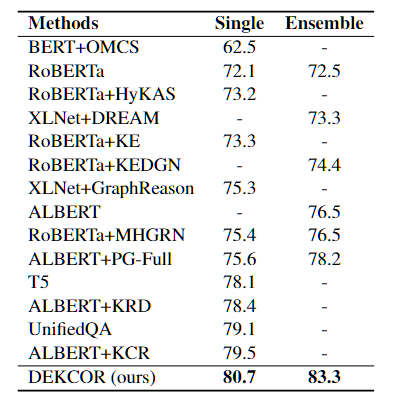 Methods Single Ensemble
BERT+OMCS 62.5 -
RoBERTa 72.1 72.5
RoBERTa+HyKAS 73.2 -
XLNet+DREAM - 73.3
RoBERTa+KE 73.3 -
RoBERTa+KEDGN - 74.4
XLNet+GraphReason 75.3 -
ALBERT - 76.5
RoBERTa+MHGRN 75.4 76.5
ALBERT+PG-Full 75.6 78.2
T5 78.1 -
ALBERT+KRD 78.4 -
UnifiedQA 79.1 -
ALBERT+KCR 79.5 -
DEKCOR (ours) 80.7 83.3